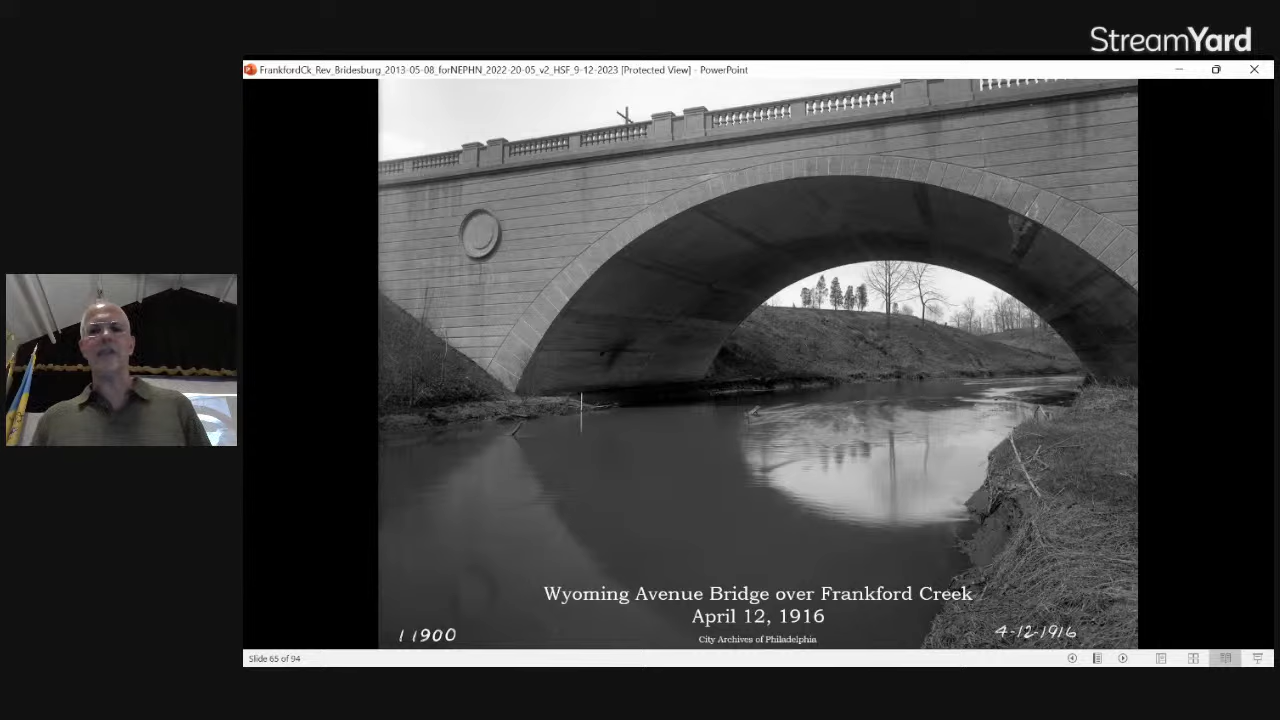 StreamYard
FrankfordCk_Rev_Bridesburg_2013-05-08_forNEPHN_2022-20-05_v2_HSF_9-12-2023 [Protected View] - PowerPoint
Wyoming Avenue Bridge over Frankford Creek
April 12, 1916
City Archives of Philadelphia
11900
4-12-1916
Slide 65 of 94